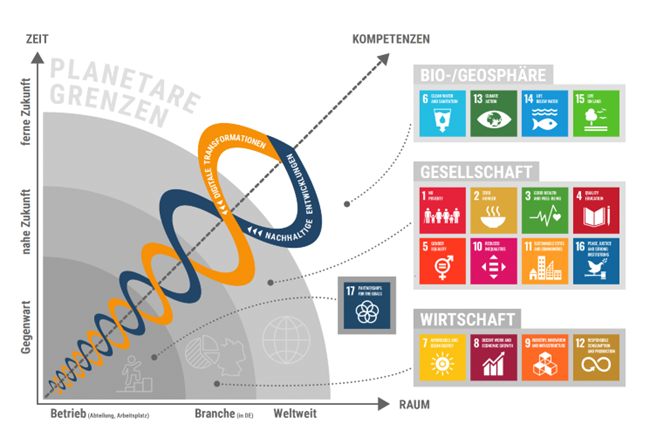 ZEIT
KOMPETENZEN
PLANETARE
GRENZEN
ferne Zukunft
nahe Zukunft
Gegenwart
DIGITALE TRANSFORMATIONEN
NACHHALTIGE ENTWICKLUNGEN
BIO-/GEOSPHÄRE
6 CLEAN WATER
AND SANITATION
13 CLIMATE
ACTION
14 LIFE
BELOW WATER
15 LIFE
ON LAND
GESELLSCHAFT
1 NO
POVERTY
2 ZERO
HUNGER
3 GOOD HEALTH
AND WELL-BEING
4 QUALITY
EDUCATION
5 GENDER
EQUALITY
10 REDUCED
INEQUALITIES
11 SUSTAINABLE CITIES
AND COMMUNITIES
16 PEACE, JUSTICE
AND STRONG
INSTITUTIONS
17 PARTNERSHIPS
FOR THE GOALS
WIRTSCHAFT
7 AFFORDABLE AND
CLEAN ENERGY
8 DECENT WORK AND
ECONOMIC GROWTH
9 INDUSTRY, INNOVATION
AND INFRASTRUCTURE
12 RESPONSIBLE
CONSUMPTION
AND PRODUCTION
Betrieb (Abteilung, Arbeitsplatz)
Branche (in DE)
Weltweit
RAUM